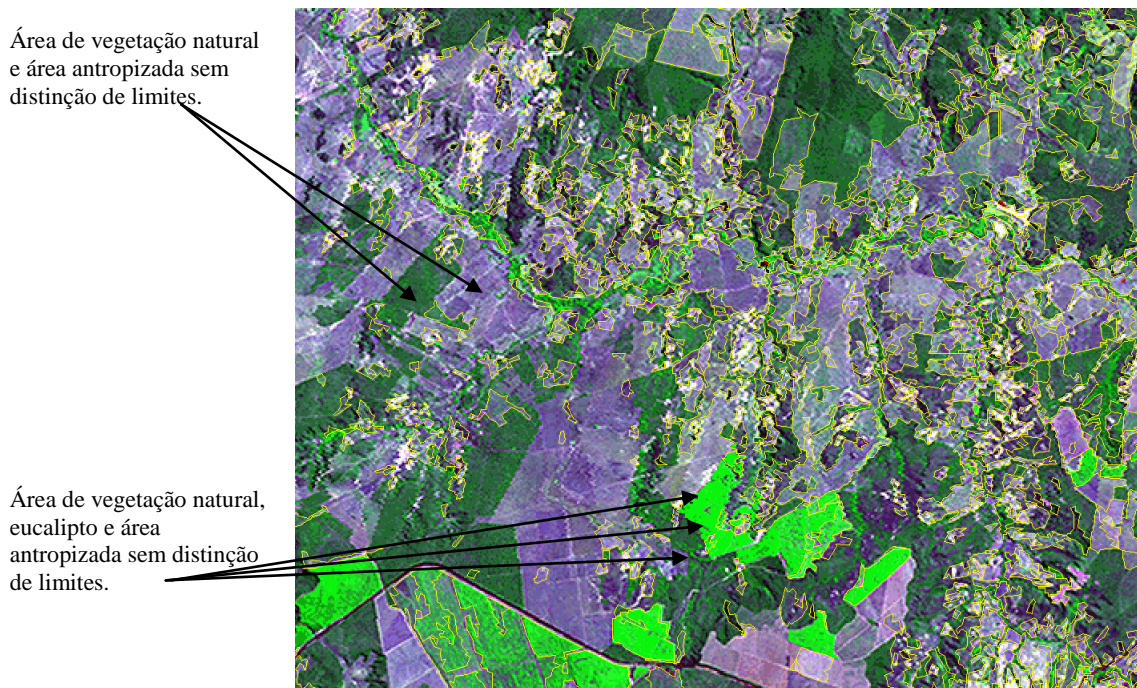 Área de vegetação natural
e área antropizada sem
distinção de limites.
Área de vegetação natural,
eucalipto e área
antropizada sem distinção
de limites.